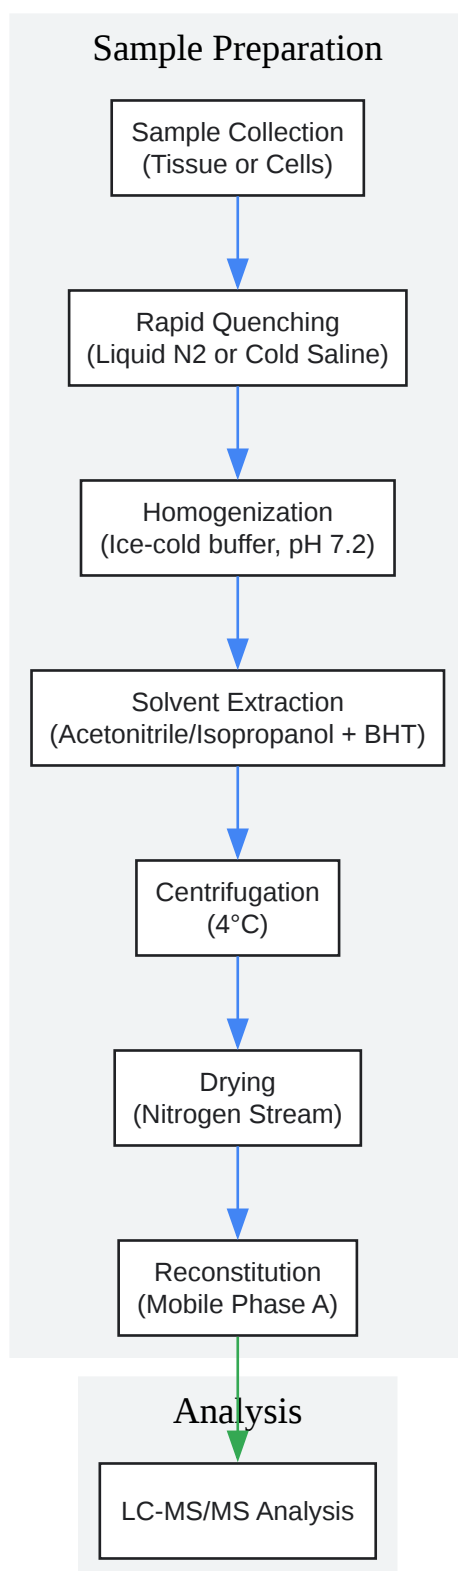 Sample Preparation
Sample Collection
(Tissue or Cells)
Rapid Quenching
(Liquid N2 or Cold Saline)
Homogenization
(Ice-cold buffer, pH 7.2)
Solvent Extraction
(Acetonitrile/Isopropanol + BHT)
Centrifugation
(4°C)
Drying
(Nitrogen Stream)
Reconstitution
(Mobile Phase A)
Analysis
LC-MS/MS Analysis